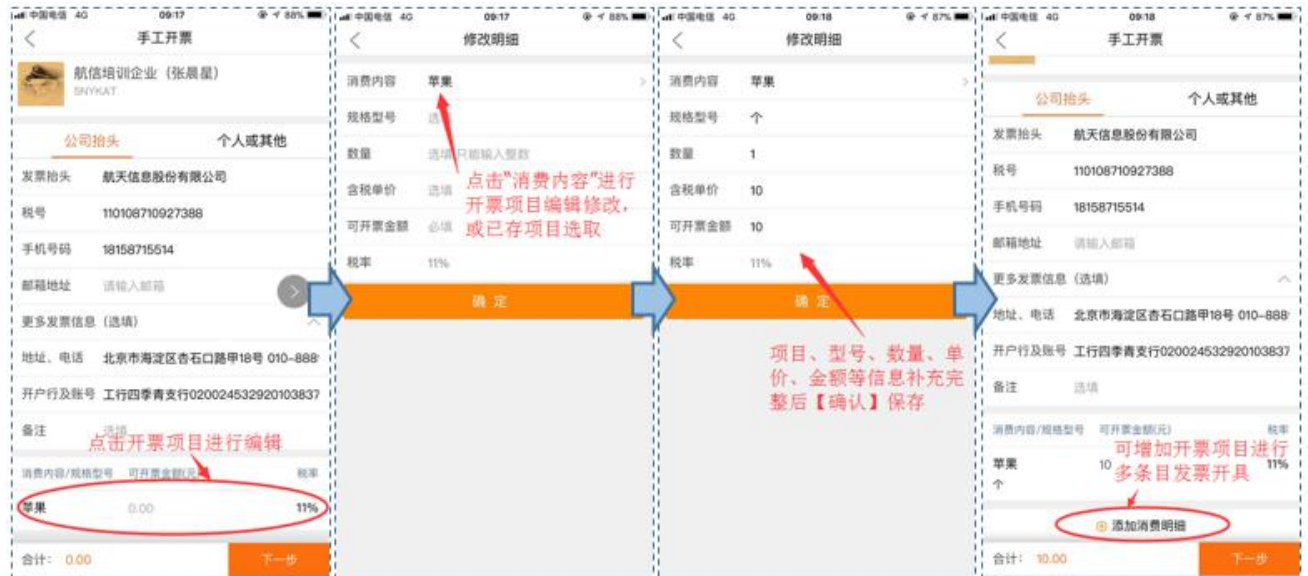 中国电信 4G 09:17 88%
手工开票
航信培训企业（张晨星）
SNYKAT
公司抬头 个人或其他
发票抬头 航天信息股份有限公司
税号 110108710927388
手机号码 18158715514
邮箱地址 请输入邮箱
更多发票信息（选填）
地址、电话 北京市海淀区杏石口路甲18号 010-888
开户行及账号 工行四季青支行020024532920103837
备注 选填
点击开票项目进行编辑
消费内容/规格型号 可开票金额(元) 税率
苹果 0.00 11%
合计： 0.00 下一步
中国电信 4G 09:17 88%
修改明细
消费内容 苹果
规格型号 选填
数量 选填 只能输入整数
含税单价 选填
可开票金额 必填
税率 11%
点击"消费内容"进行
开票项目编辑修改，
或已存项目选取
确 定
中国电信 4G 09:18 87%
修改明细
消费内容 苹果
规格型号 个
数量 1
含税单价 10
可开票金额 10
税率 11%
确 定
项目、型号、数量、单
价、金额等信息补充完
整后【确认】保存
中国电信 4G 09:18 87%
手工开票
公司抬头 个人或其他
发票抬头 航天信息股份有限公司
税号 110108710927388
手机号码 18158715514
邮箱地址 请输入邮箱
更多发票信息（选填）
地址、电话 北京市海淀区杏石口路甲18号 010-888
开户行及账号 工行四季青支行020024532920103837
备注 选填
消费内容/规格型号 可开票金额(元) 税率
可增加开票项目进行
多条目发票开具
苹果 10 11%
个
添加消费明细
合计： 10.00 下一步